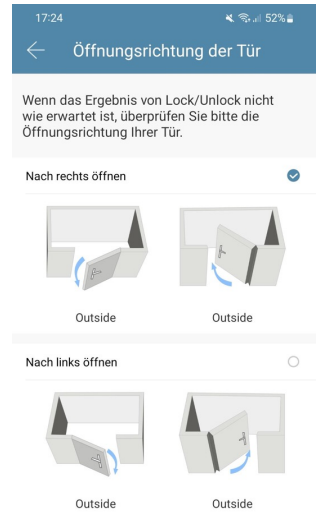 17:24 52%
Öffnungsrichtung der Tür
Wenn das Ergebnis von Lock/Unlock nicht
wie erwartet ist, überprüfen Sie bitte die
Öffnungsrichtung Ihrer Tür.
Nach rechts öffnen
Outside Outside
Nach links öffnen
Outside Outside